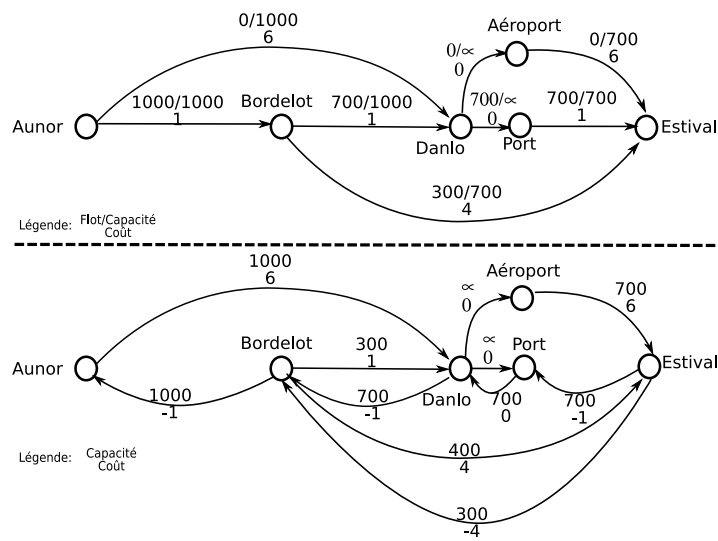 0/1000
6
Aéroport
0/∝
0
0/700
6
Aunor
1000/1000
1
Bordelot
700/1000
1
700/∝
0
700/700
1
Danlo
Port
Estival
300/700
4
Légende: Flot/Capacité
Coût
1000
6
Aéroport
∝
0
700
6
Aunor
Bordelot
300
1
∝
0
Port
Estival
1000
-1
700
-1
Danlo
700
0
700
-1
400
4
Légende: Capacité
Coût
300
-4